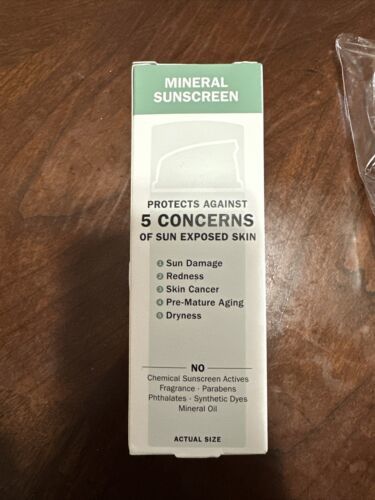 MINERAL
SUNSCREEN
PROTECTS AGAINST
5 CONCERNS
OF SUN EXPOSED SKIN
1 Sun Damage
2 Redness
3 Skin Cancer
4 Pre-Mature Aging
5 Dryness
NO
Chemical Sunscreen Actives
Fragrance · Parabens
Phthalates · Synthetic Dyes
Mineral Oil
ACTUAL SIZE